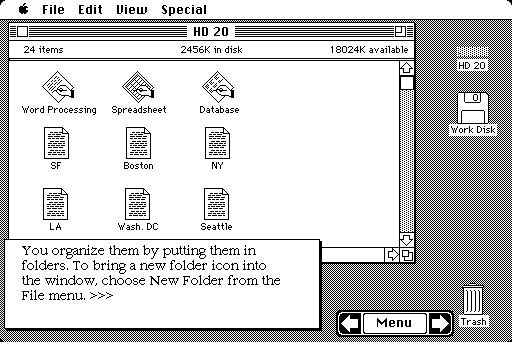 File Edit View Special
HD 20
24 items 2456K in disk 18024K available
Word Processing Spreadsheet Database
SF Boston NY
LA Wash. DC Seattle
HD 20
0
Work Disk
You organize them by putting them in
folders. To bring a new folder icon into
the window, choose New Folder from the
File menu. >>>
Menu
Trash